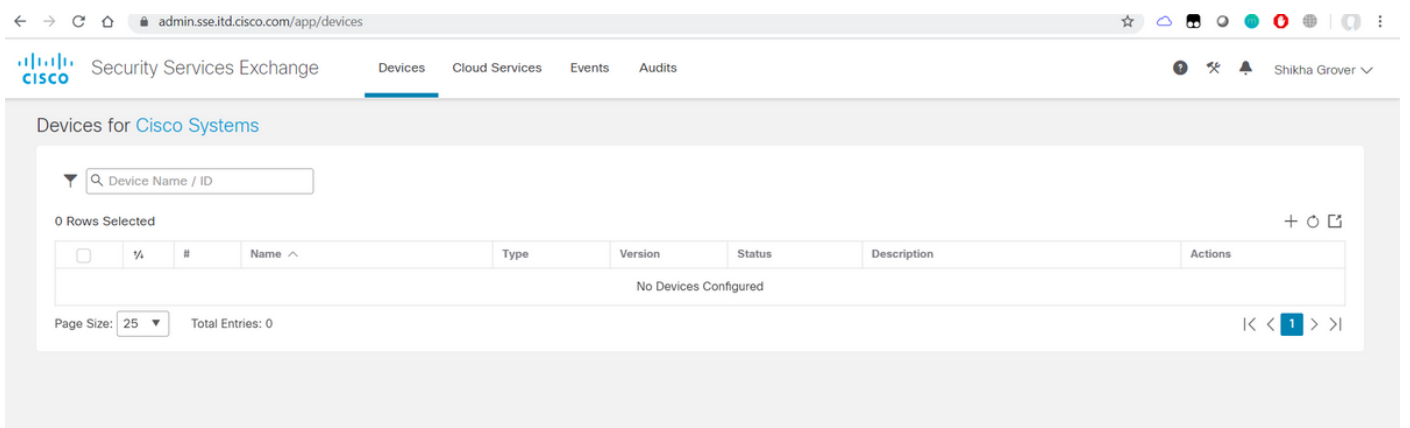 admin.sse.itd.cisco.com/app/devices
CISCO Security Services Exchange Devices Cloud Services Events Audits Shikha Grover
Devices for Cisco Systems
Device Name / ID
0 Rows Selected
# Name Type Version Status Description Actions
No Devices Configured
Page Size: 25 Total Entries: 0 1